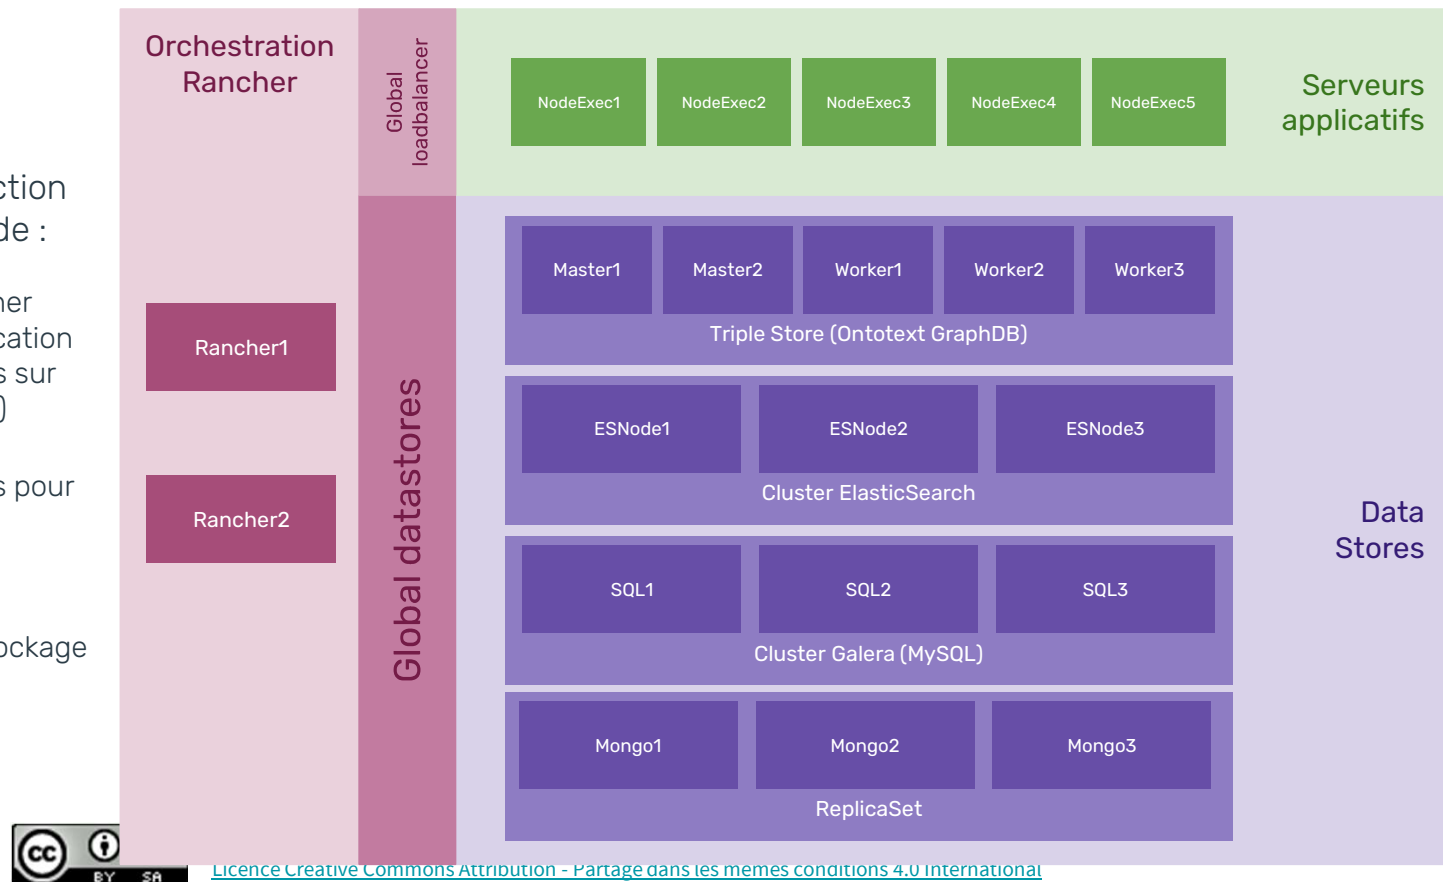 ction
de :
ner
cation
s sur
)
s pour
ockage
Orchestration
Rancher
Rancher1
Rancher2
Global
loadbalancer
Global datastores
NodeExec1 NodeExec2 NodeExec3 NodeExec4 NodeExec5
Serveurs
applicatifs
Master1 Master2 Worker1 Worker2 Worker3
Triple Store (Ontotext GraphDB)
ESNode1 ESNode2 ESNode3
Cluster ElasticSearch
SQL1 SQL2 SQL3
Cluster Galera (MySQL)
Mongo1 Mongo2 Mongo3
ReplicaSet
Data
Stores
cc
BY SA
Licence Creative Commons Attribution - Partage dans les memes conditions 4.0 International